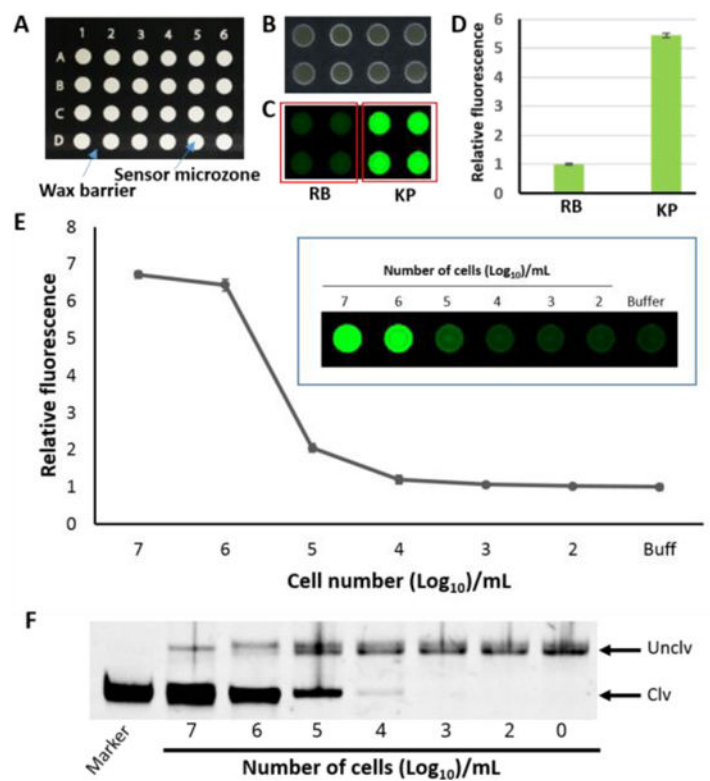 A
1 2 3 4 5 6
A
B
C
D
Wax barrier
Sensor microzone
B
C
RB KP
D
Relative fluorescence
6
5
4
3
2
1
0
RB KP
E
Relative fluorescence
8
7
6
5
4
3
2
1
0
7 6 5 4 3 2 Buff
Cell number (Log10)/mL
Number of cells (Log10)/mL
7 6 5 4 3 2 Buffer
F
Unclv
Clv
Marker
7 6 5 4 3 2 0
Number of cells (Log10)/mL